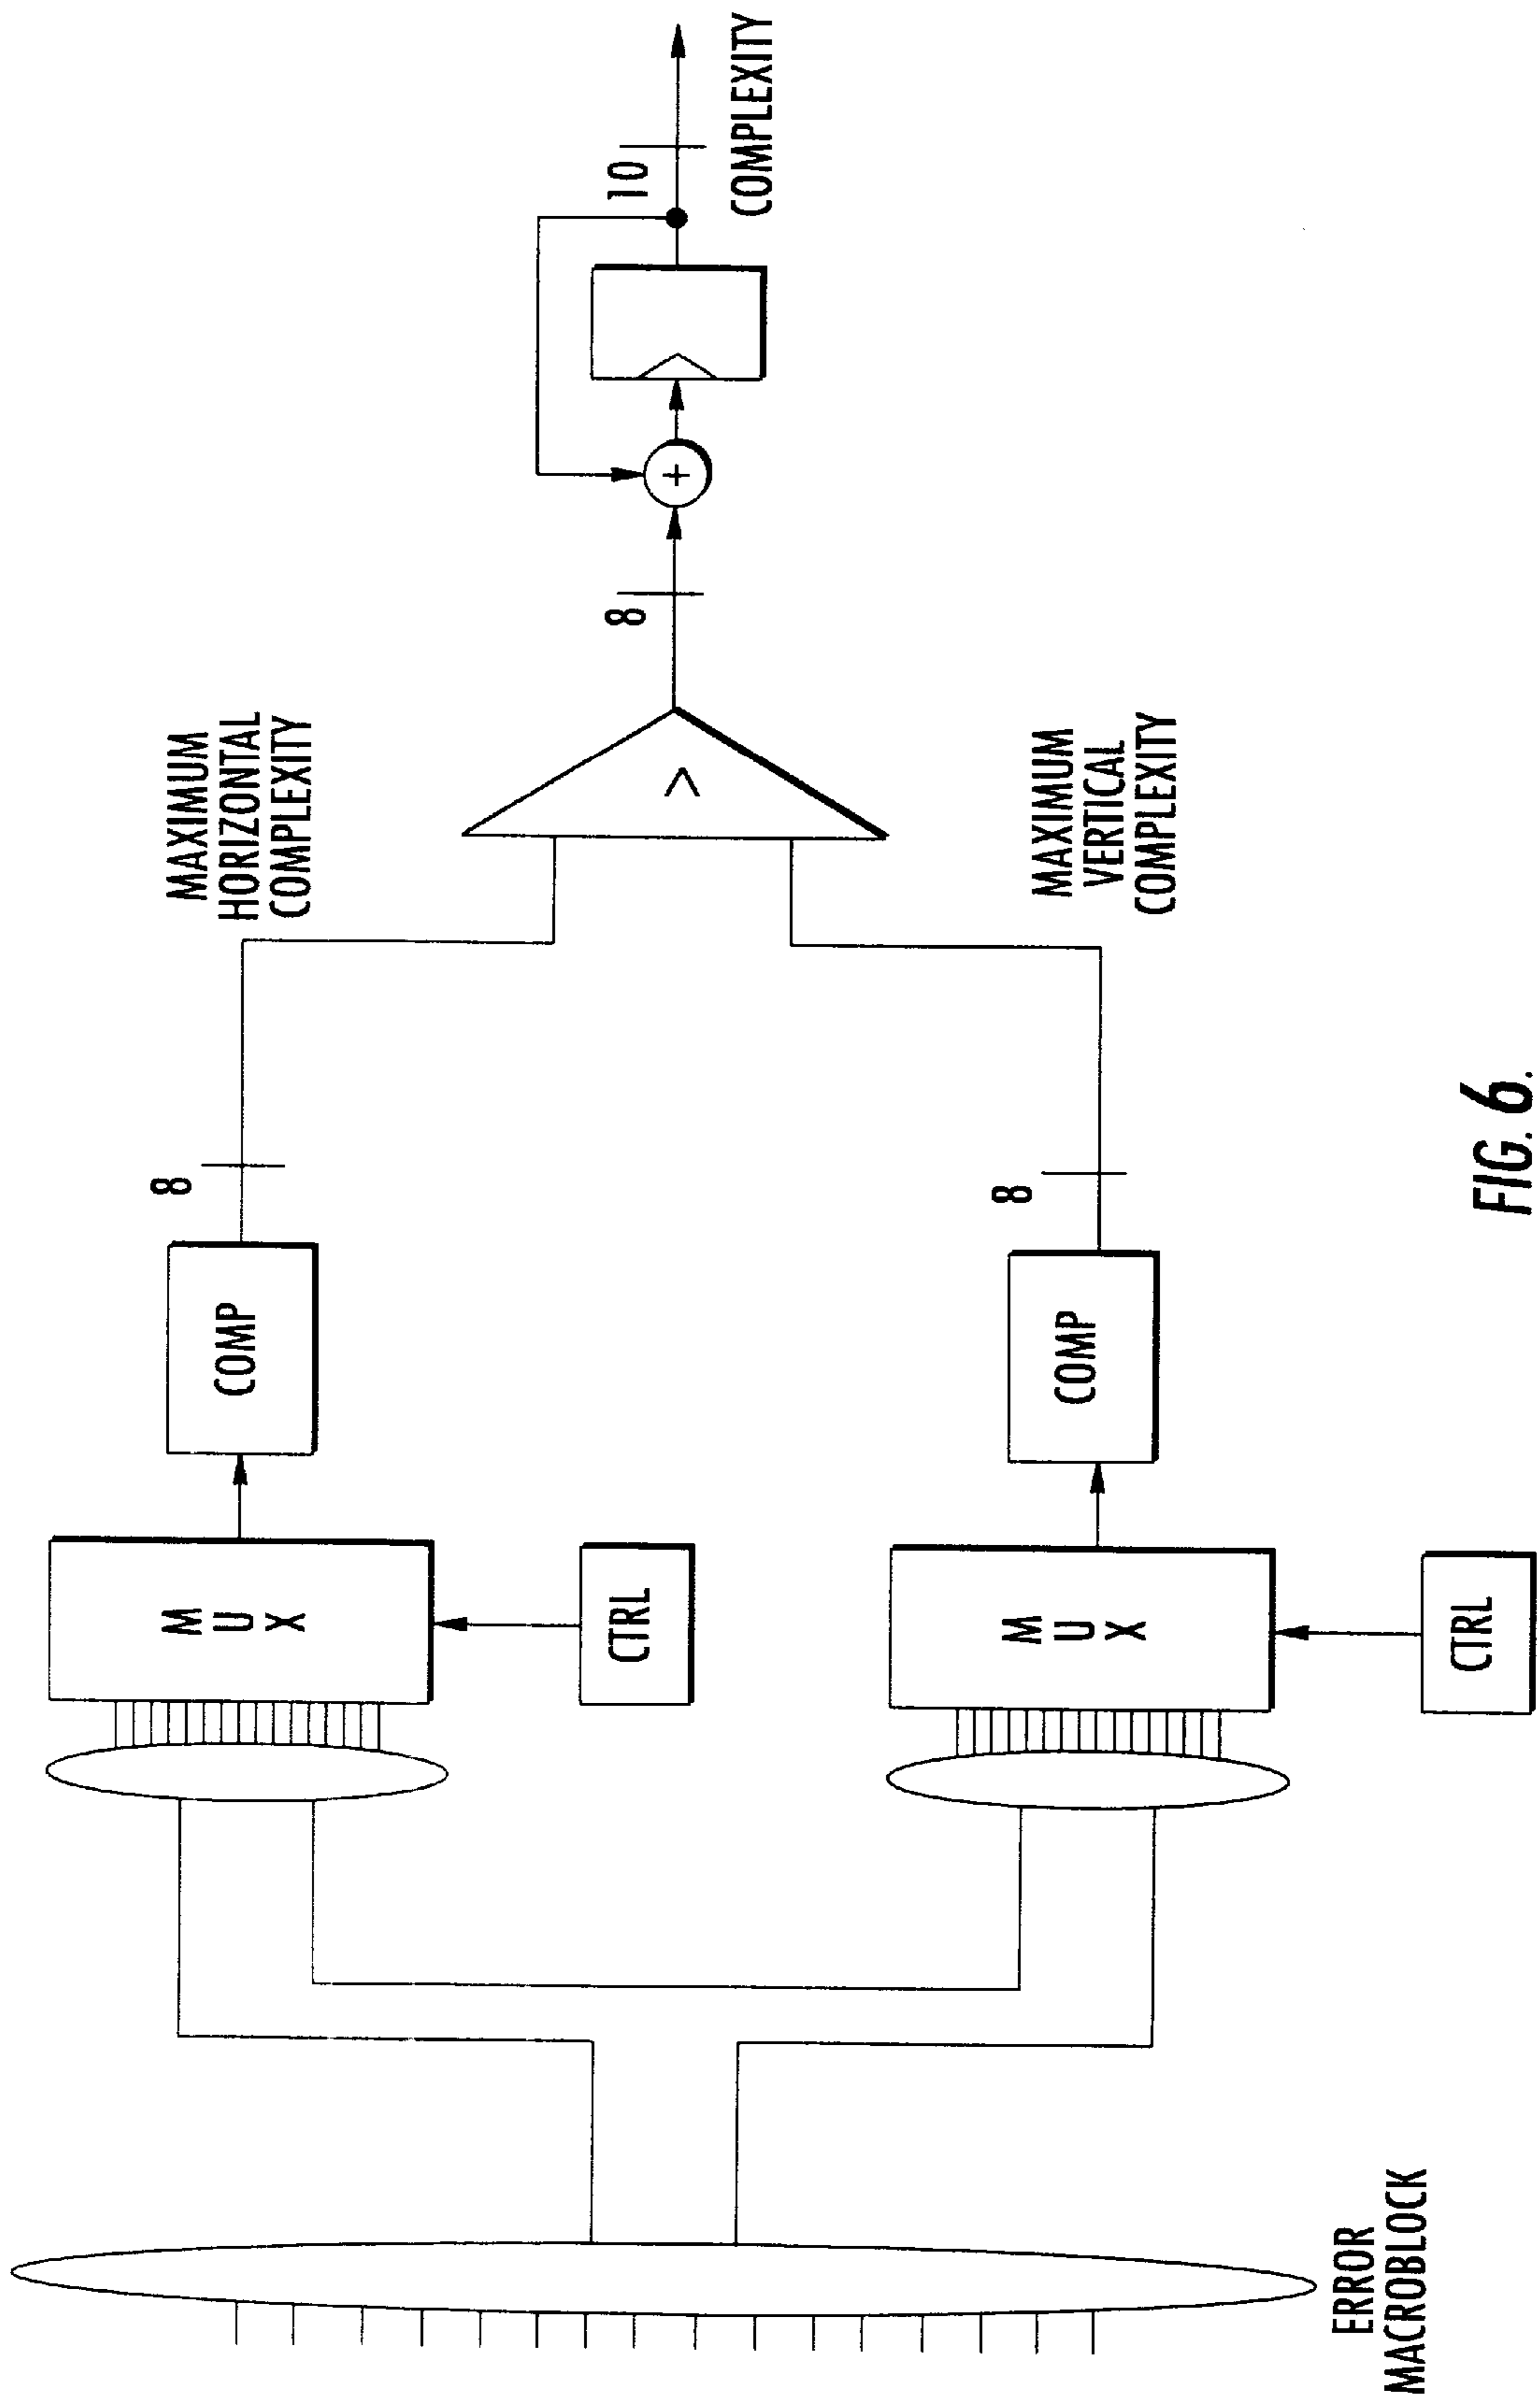 ERROR
MACROBLOCK
M
U
X
CTRL
COMP
8
MAXIMUM
HORIZONTAL
COMPLEXITY
M
U
X
CTRL
COMP
8
MAXIMUM
VERTICAL
COMPLEXITY
>
8
+
10
COMPLEXITY
FIG. 6.